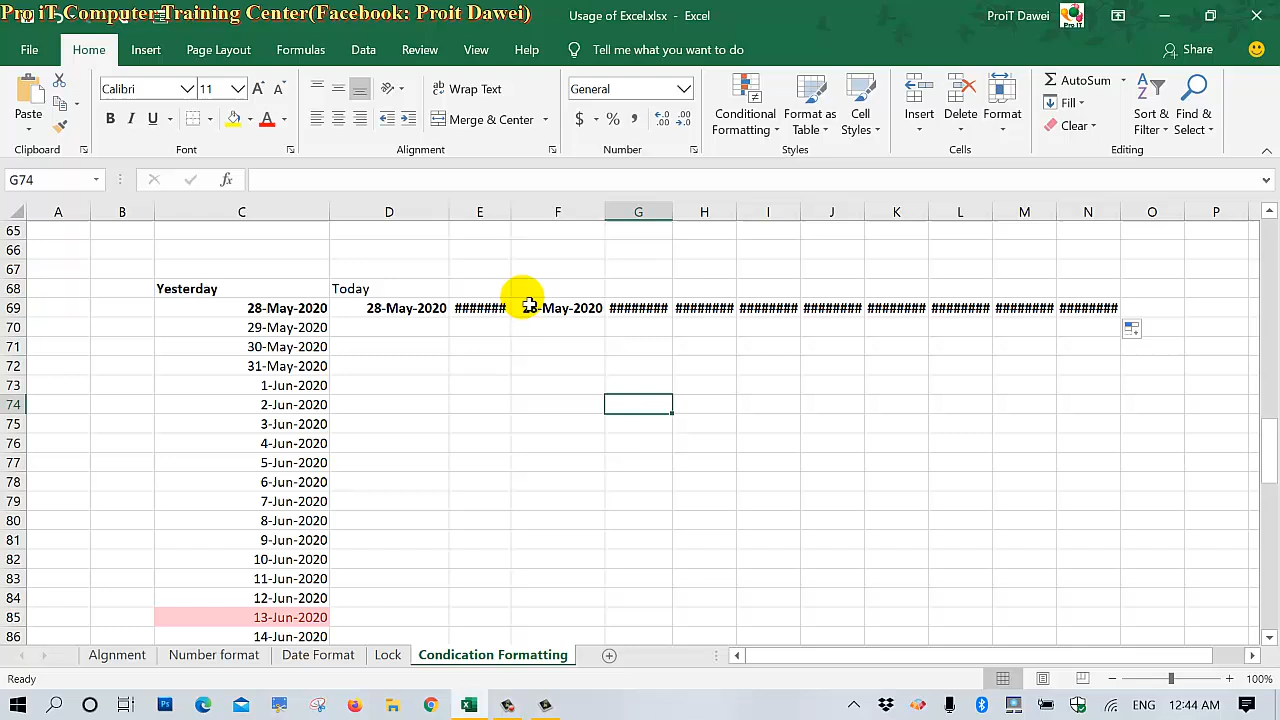 Pro iT Computer Training Center(Facebook: Proit Dawei)
Usage of Excel.xlsx - Excel
ProiT Dawei
Pro IT
File Home Insert Page Layout Formulas Data Review View Help Tell me what you want to do Share
Paste
Calibri 11 A A
B I U A
Wrap Text
Merge & Center
General
$ % ,
Conditional Formatting
Format as Table
Cell Styles
Insert Delete Format
AutoSum
Fill
Clear
Sort & Filter
Find & Select
Clipboard Font Alignment Number Styles Cells Editing
G74 fx
A B C D E F G H I J K L M N O P
65
66
67
68 Yesterday Today
69 28-May-2020 28-May-2020 ####### 28-May-2020 ######## ######## ######## ######## ######## ######## ######## ########
70 29-May-2020
71 30-May-2020
72 31-May-2020
73 1-Jun-2020
74 2-Jun-2020
75 3-Jun-2020
76 4-Jun-2020
77 5-Jun-2020
78 6-Jun-2020
79 7-Jun-2020
80 8-Jun-2020
81 9-Jun-2020
82 10-Jun-2020
83 11-Jun-2020
84 12-Jun-2020
85 13-Jun-2020
86 14-Jun-2020
Alignment Number format Date Format Lock Condication Formatting
Ready 100%
ENG 12:44 AM